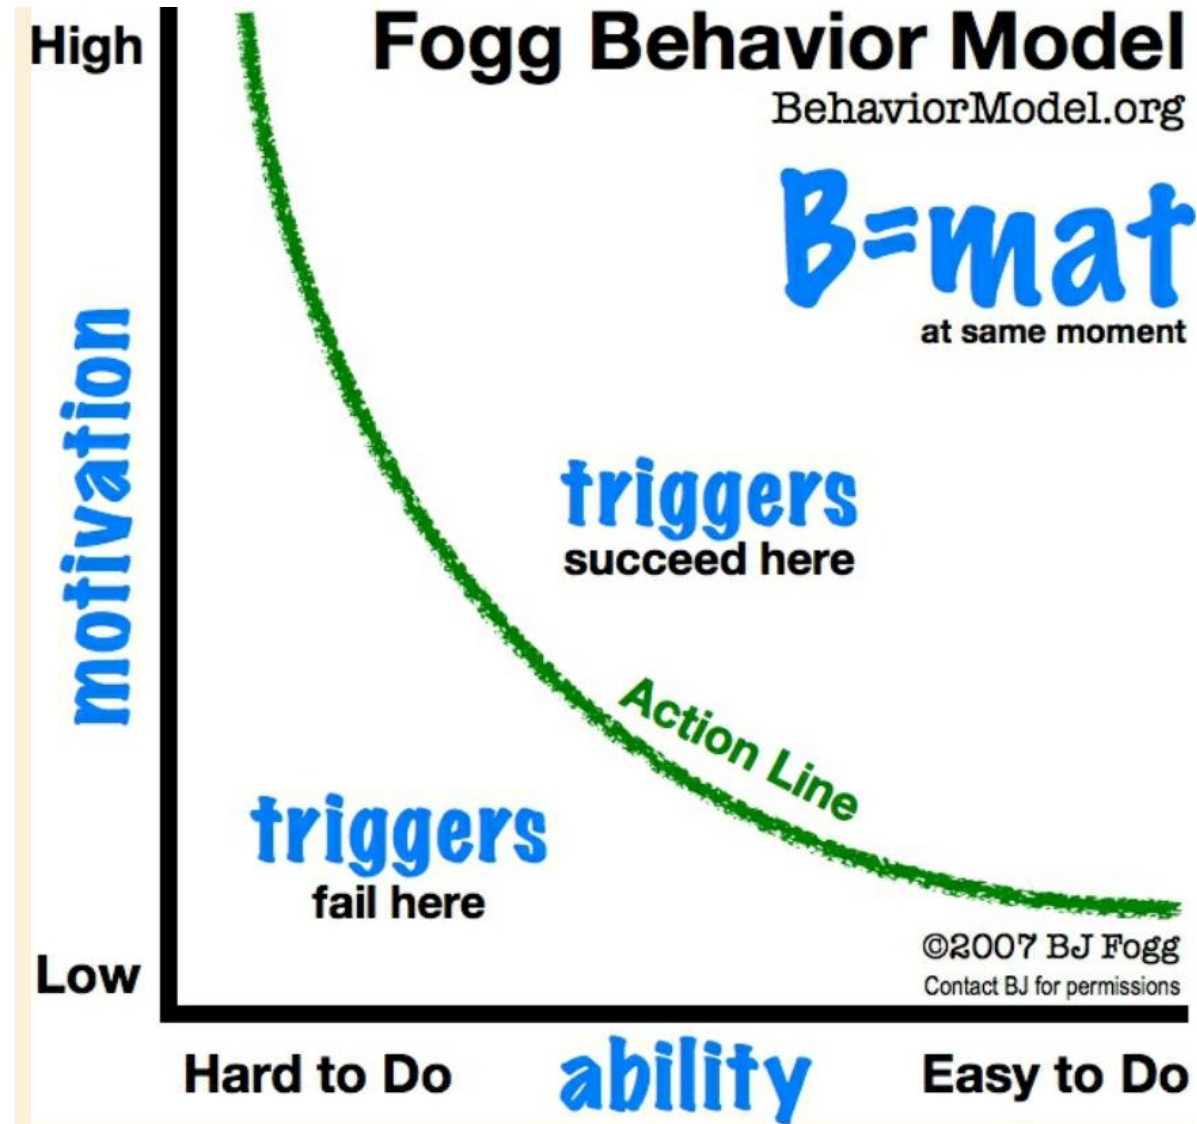 High
Fogg Behavior Model
BehaviorModel.org
B=mat
at same moment
motivation
triggers
succeed here
Action Line
triggers
fail here
©2007 BJ Fogg
Contact BJ for permissions
Low
Hard to Do
ability
Easy to Do